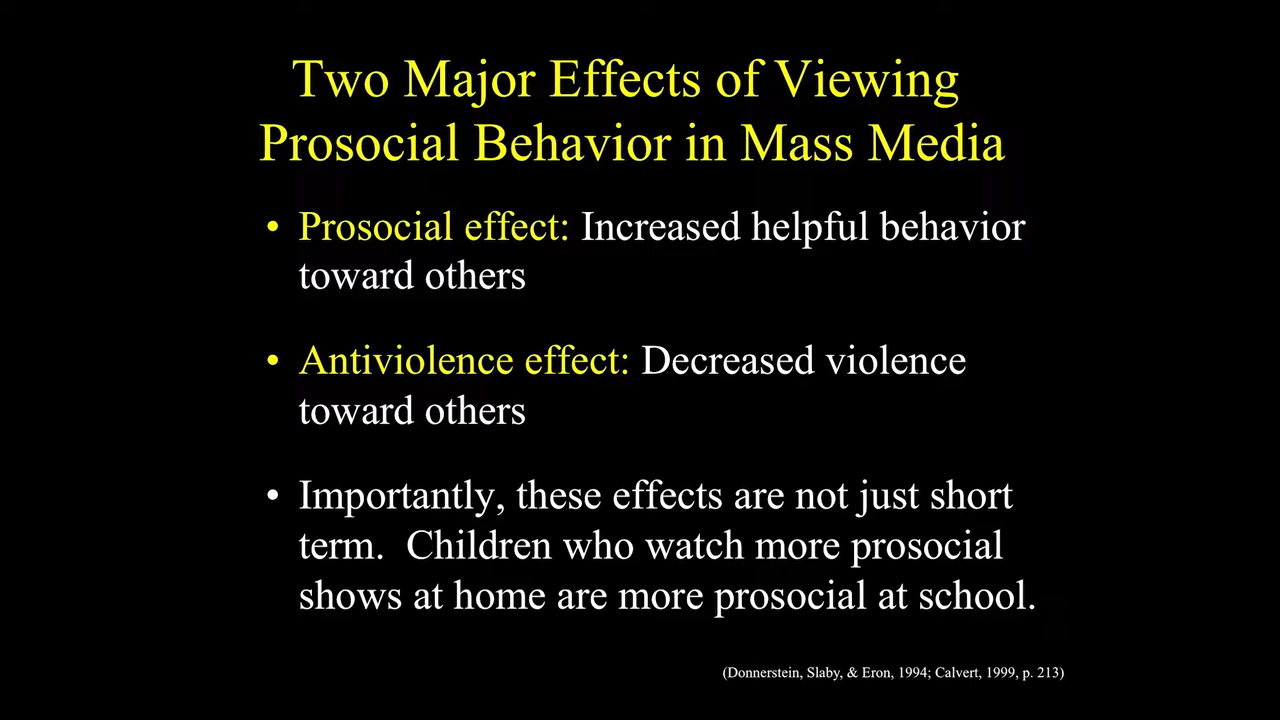 Two Major Effects of Viewing
Prosocial Behavior in Mass Media
• Prosocial effect: Increased helpful behavior
toward others
• Antiviolence effect: Decreased violence
toward others
• Importantly, these effects are not just short
term.  Children who watch more prosocial
shows at home are more prosocial at school.
(Donnerstein, Slaby, & Eron, 1994; Calvert, 1999, p. 213)